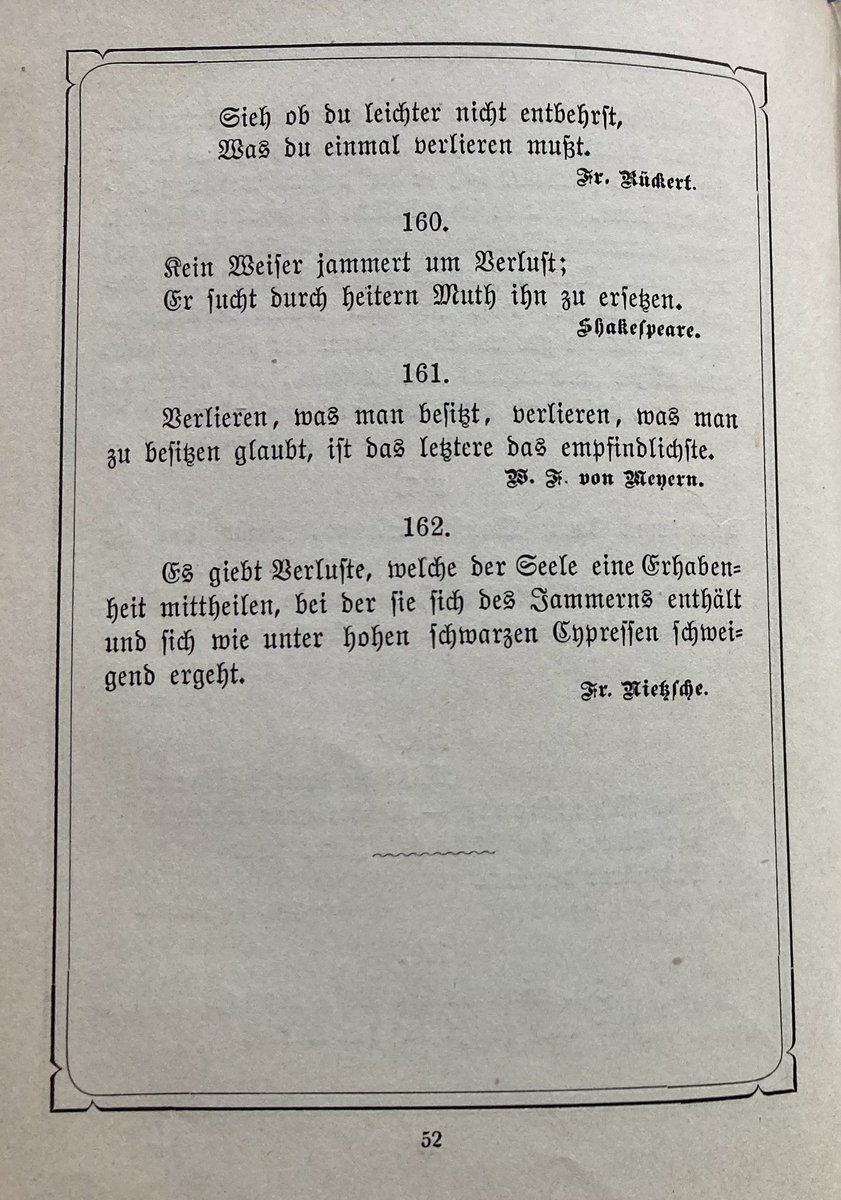 Sieh ob du leichter nicht entbehrst,
Was du einmal verlieren mußt.
Fr. Rückert.
160.
Kein Weiser jammert um Verlust;
Er sucht durch heitern Muth ihn zu ersetzen.
Shakespeare.
161.
Verlieren, was man besitzt, verlieren, was man
zu besitzen glaubt, ist das letztere das empfindlichste.
W. F. von Meyern.
162.
Es giebt Verluste, welche der Seele eine Erhaben-
heit mittheilen, bei der sie sich des Jammerns enthält
und sich wie unter hohen schwarzen Cypressen schwei-
gend ergeht.
Fr. Nietzsche.
52